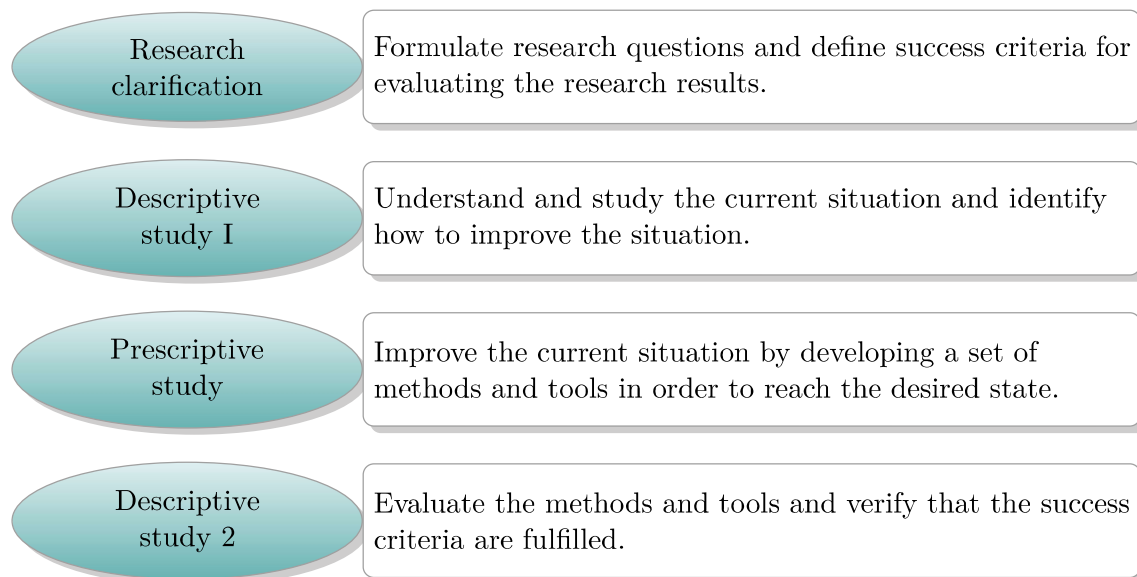 Research
clarification
Formulate research questions and define success criteria for
evaluating the research results.
Descriptive
study I
Understand and study the current situation and identify
how to improve the situation.
Prescriptive
study
Improve the current situation by developing a set of
methods and tools in order to reach the desired state.
Descriptive
study 2
Evaluate the methods and tools and verify that the success
criteria are fulfilled.